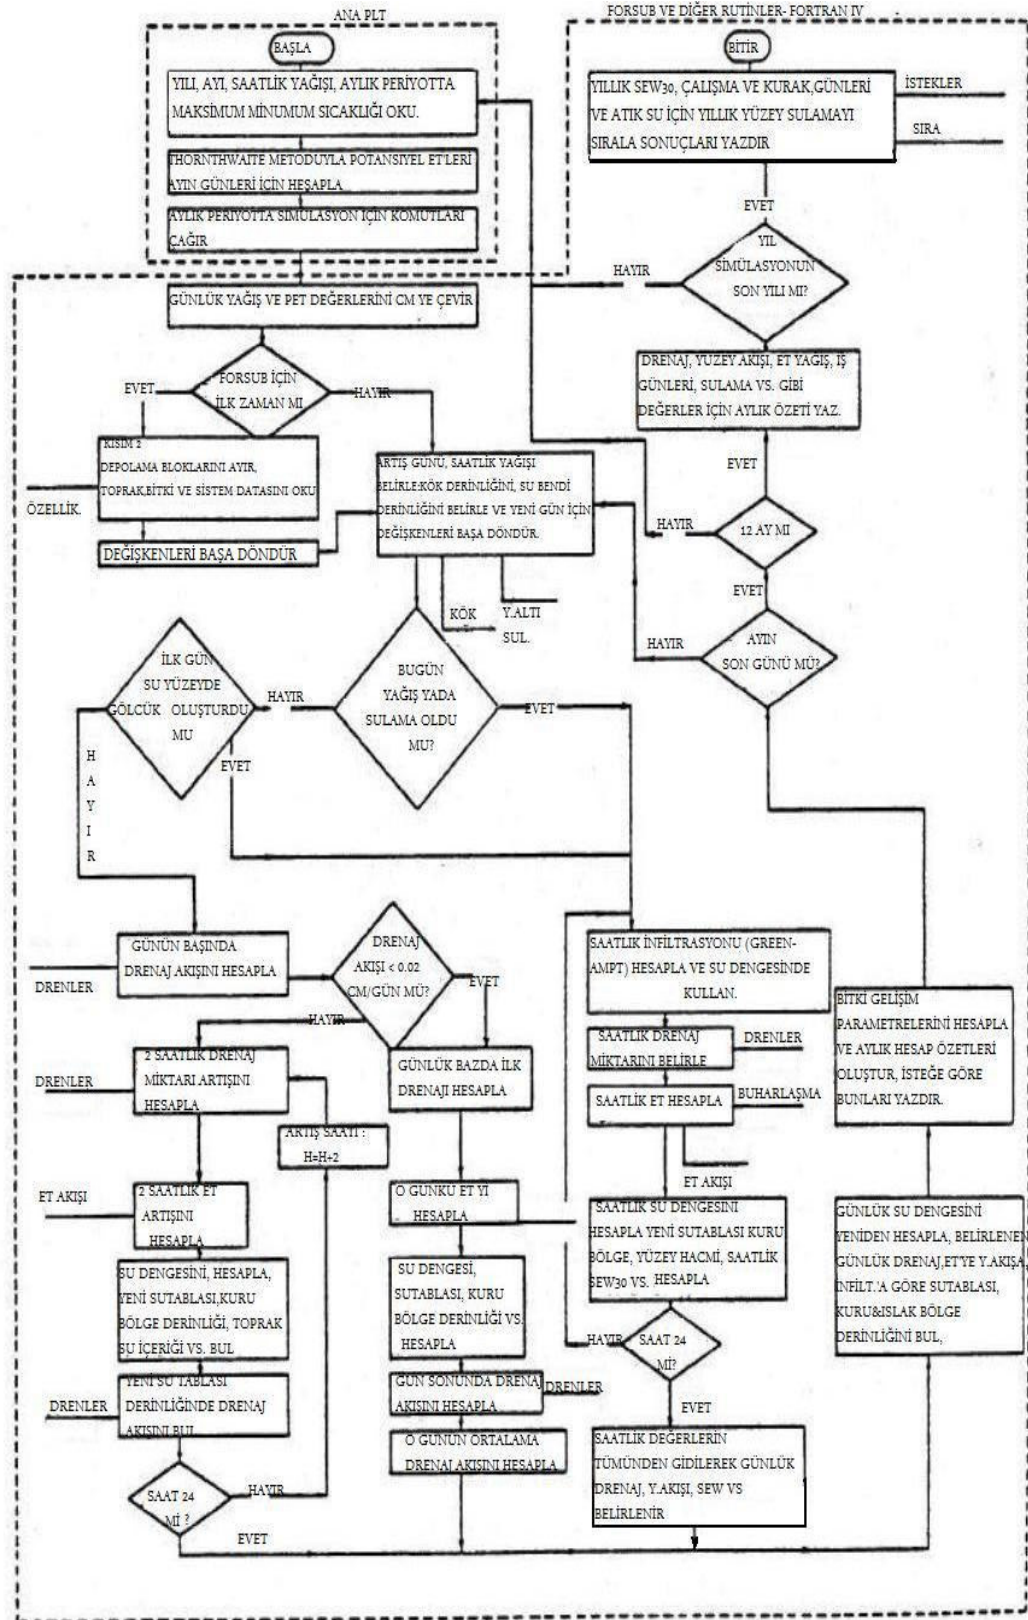 ANA PLT
FORSUB VE DİĞER RUTİNLER- FORTRAN IV
BAŞLA
YILI, AYI, SAATLİK YAĞIŞI, AYLIK PERİYOTTA
MAKSİMUM MİNUMUM SICAKLIĞI OKU.
THORNTHWAITE METODUYLA POTANSIYEL ET'LERİ
AYIN GÜNLERİ İÇİN HEŞAPLA
AYLIK PERİYOTTA SİMÜLASYON İÇİN KOMUTLARI
ÇAĞIR
BİTİR
YILLIK SEW30, ÇALIŞMA VE KURAK,GÜNLERİ
VE ATIK SU İÇİN YILLIK YÜZEY SULAMAYI
SIRALA SONUÇLARI YAZDIR
İSTEKLER
SIRA
EVET
YIL
SİMÜLASYONUN
SON YILI MI?
HAYIR
GÜNLÜK YAĞIŞ VE PET DEĞERLERİNİ CM YE ÇEVİR
FORSUB İÇİN
İLK ZAMAN MI
EVET
HAYIR
DRENAJ, YUZEY AKIŞI, ET YAĞIŞ, İŞ
GÜNLERİ, SULAMA VS. GİBİ
DEĞERLER İÇİN AYLIK ÖZETİ YAZ.
EVET
KISIM 2
DEPOLAMA BLOKLARINI AYIR,
TOPRAK,BITKİ VE SİSTEM DATASINI OKU
ÖZELLİK.
DEĞİŞKENLERİ BAŞA DÖNDÜR
ARTIŞ GÜNÜ, SAATLİK YAĞIŞI
BELİRLE:KÖK DERİNLİĞİNİ, SU BENDİ
DERİNLİĞİNİ BELİRLE VE YENİ GÜN İÇİN
DEĞİŞKENLERİ BAŞA DÖNDÜR.
HAYIR
12 AY MI
EVET
KÖK
Y.ALTI
SUL.
HAYIR
AYIN
SON GÜNÜ MÜ?
İLK GÜN
SU YÜZEYDE
GÖLCÜK OLUŞTURDU
MU
HAYIR
BUGÜN
YAĞIŞ YADA
SULAMA OLDU
MU?
EVET
EVET
H
A
Y
I
R
GÜNÜN BAŞINDA
DRENAJ AKIŞINI HESAPLA
DRENLER
DRENAJ
AKIŞI < 0.02
CM/GÜN MÜ?
EVET
HAYIR
SAATLIK İNFİLTRASYONU (GREEN-
AMPT) HESAPLA VE SU DENGESİNDE
KULLAN.
SAATLİK DRENAJ
MİKTARINI BELİRLE
DRENLER
SAATLİK ET HESAPLA
BUHARLAŞMA
ET AKIŞI
BİTKİ GELİŞİM
PARAMETRELERİNİ HESAPLA
VE AYLIK HESAP ÖZETLERİ
OLUŞTUR, İSTEĞE GÖRE
BUNLARI YAZDIR.
2 SAATLİK DRENAJ
MİKTARI ARTIŞINI
HESAPLA
DRENLER
GÜNLÜK BAZDA İLK
DRENAJI HESAPLA
ARTIŞ SAATİ :
H=H+2
2 SAATLİK ET
ARTIŞINI
HESAPLA
ET AKIŞI
O GUNKU ET Yİ
HESAPLA
SAATLİK SU DENGESINI
HESAPLA YENİ SUTABLASI KURU
BÖLGE, YÜZEY HACMİ, SAATLİK
SEW30 VS. HESAPLA
GÜNLÜK SU DENGESİNİ
YENİDEN HESAPLA, BELIRLENEN
GÜNLÜK DRENAJ,ET'YE Y.AKIŞA,
İNFİLT.'A GÖRE SUTABLASI,
KURU&ISLAK BÖLGE
DERİNLİĞİNİ BUL,
SU DENGESİNİ, HESAPLA,
YENİ SUTABLASI,KURU
BÖLGE DERİNLİĞİ, TOPRAK
SU İÇERİĞİ VS. BUL
SU DENGESİ,
SUTABLASI, KURU
BÖLGE DERİNLİĞİ VS.
HESAPLA
HAYIR
SAAT 24
Mİ?
EVET
YENİ SU TABLASI
DERİNLİĞİNDE DRENAJ
AKIŞINI BUL
DRENLER
GÜN SONUNDA DRENAJ
AKIŞINI HESAPLA
DRENLER
O GÜNÜN ORTALAMA
DRENAJ AKIŞINI HESAPLA
SAATLİK DEĞERLERİN
TÜMÜNDEN GİDİLEREK GÜNLÜK
DRENAJ, Y.AKIŞI, SEW VS
BELİRLENİR
SAAT 24
Mİ ?
HAYIR
EVET